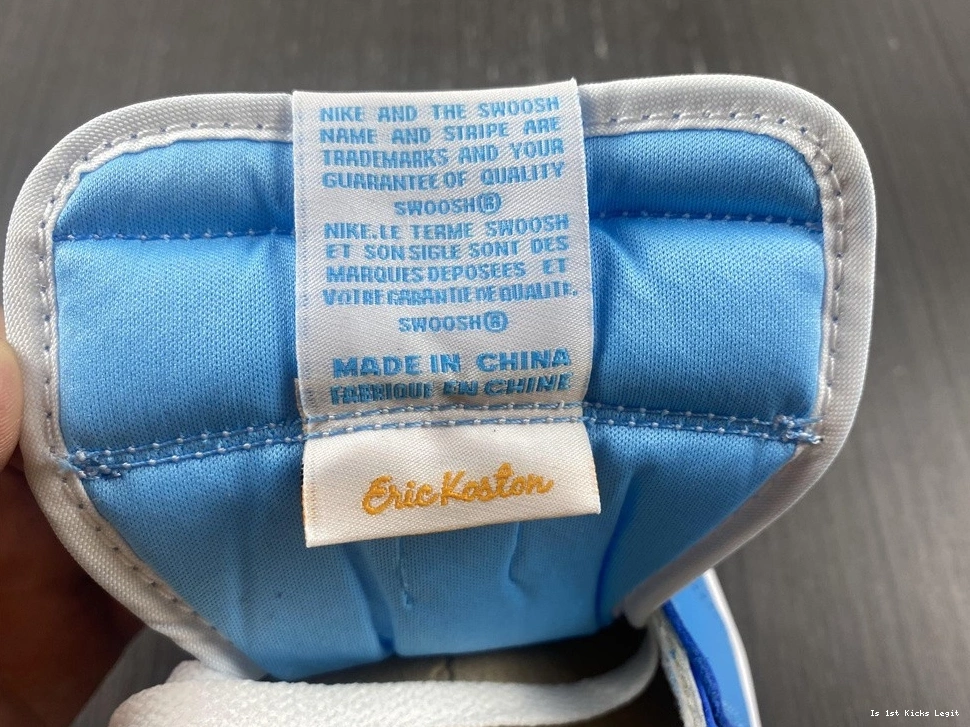 NIKE AND THE SWOOSH
NAME AND STRIPE ARE
TRADEMARKS AND YOUR
GUARANTEE OF QUALITY
SWOOSH®
NIKE.LE TERME SWOOSH
ET SON SIGLE SONT DES
MARQUES DEPOSEES ET
VOTRE GARANTIE DE QUALITE.
SWOOSH®
MADE IN CHINA
FABRIQUE EN CHINE
Eric Koston
Is 1st Kicks Legit